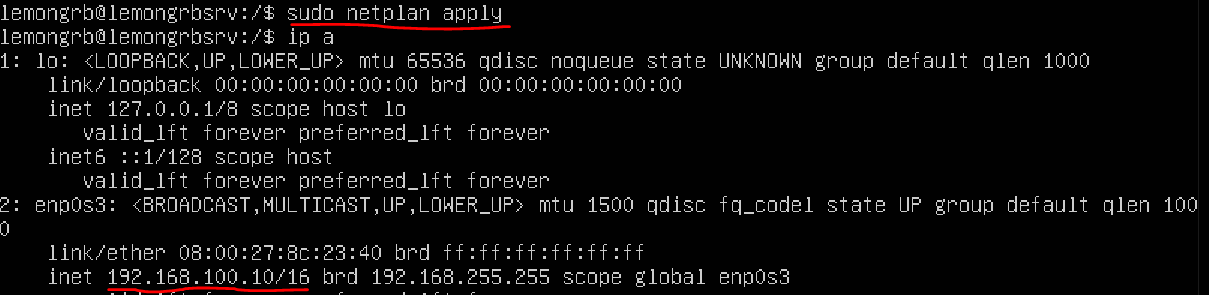 lemongrb@lemongrbsrv:/$ sudo netplan apply
lemongrb@lemongrbsrv:/$ ip a
1: lo: <LOOPBACK,UP,LOWER_UP> mtu 65536 qdisc noqueue state UNKNOWN group default qlen 1000
    link/loopback 00:00:00:00:00:00 brd 00:00:00:00:00:00
    inet 127.0.0.1/8 scope host lo
       valid_lft forever preferred_lft forever
    inet6 ::1/128 scope host
       valid_lft forever preferred_lft forever
2: enp0s3: <BROADCAST,MULTICAST,UP,LOWER_UP> mtu 1500 qdisc fq_codel state UP group default qlen 100
0
    link/ether 08:00:27:8c:23:40 brd ff:ff:ff:ff:ff:ff
    inet 192.168.100.10/16 brd 192.168.255.255 scope global enp0s3